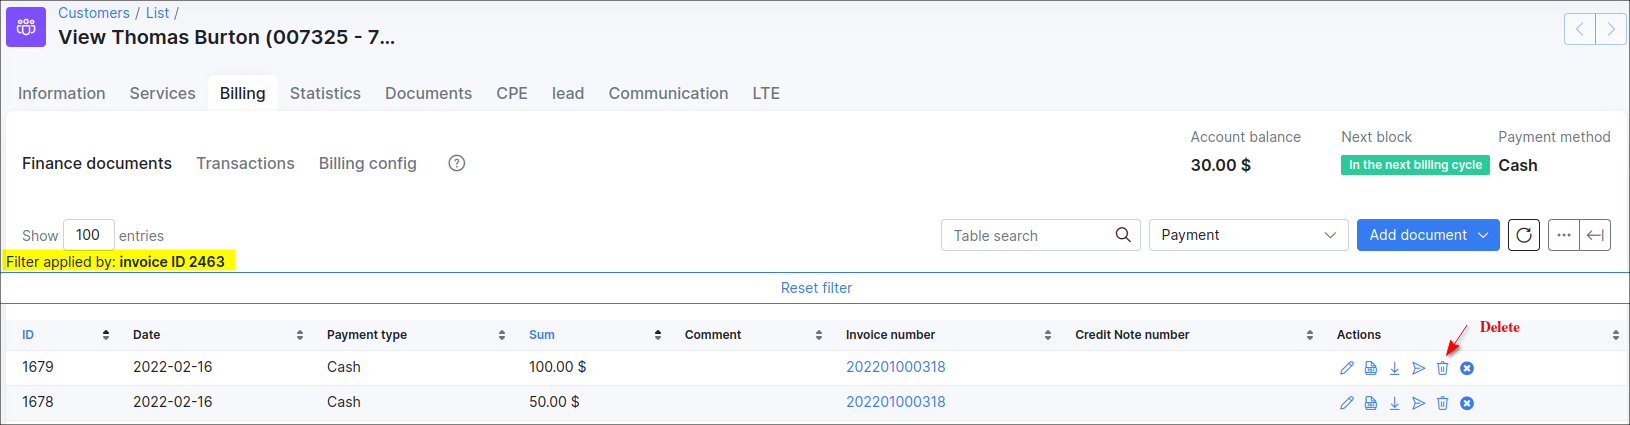 Customers / List /
View Thomas Burton (007325 - 7...
Information Services Billing Statistics Documents CPE lead Communication LTE
Account balance Next block Payment method
Finance documents Transactions Billing config ?
30.00 $ In the next billing cycle Cash
Show 100 entries Table search Payment Add document ...
Filter applied by: invoice ID 2463
Reset filter
Delete
ID Date Payment type Sum Comment Invoice number Credit Note number Actions
1679 2022-02-16 Cash 100.00 $ 202201000318
1678 2022-02-16 Cash 50.00 $ 202201000318